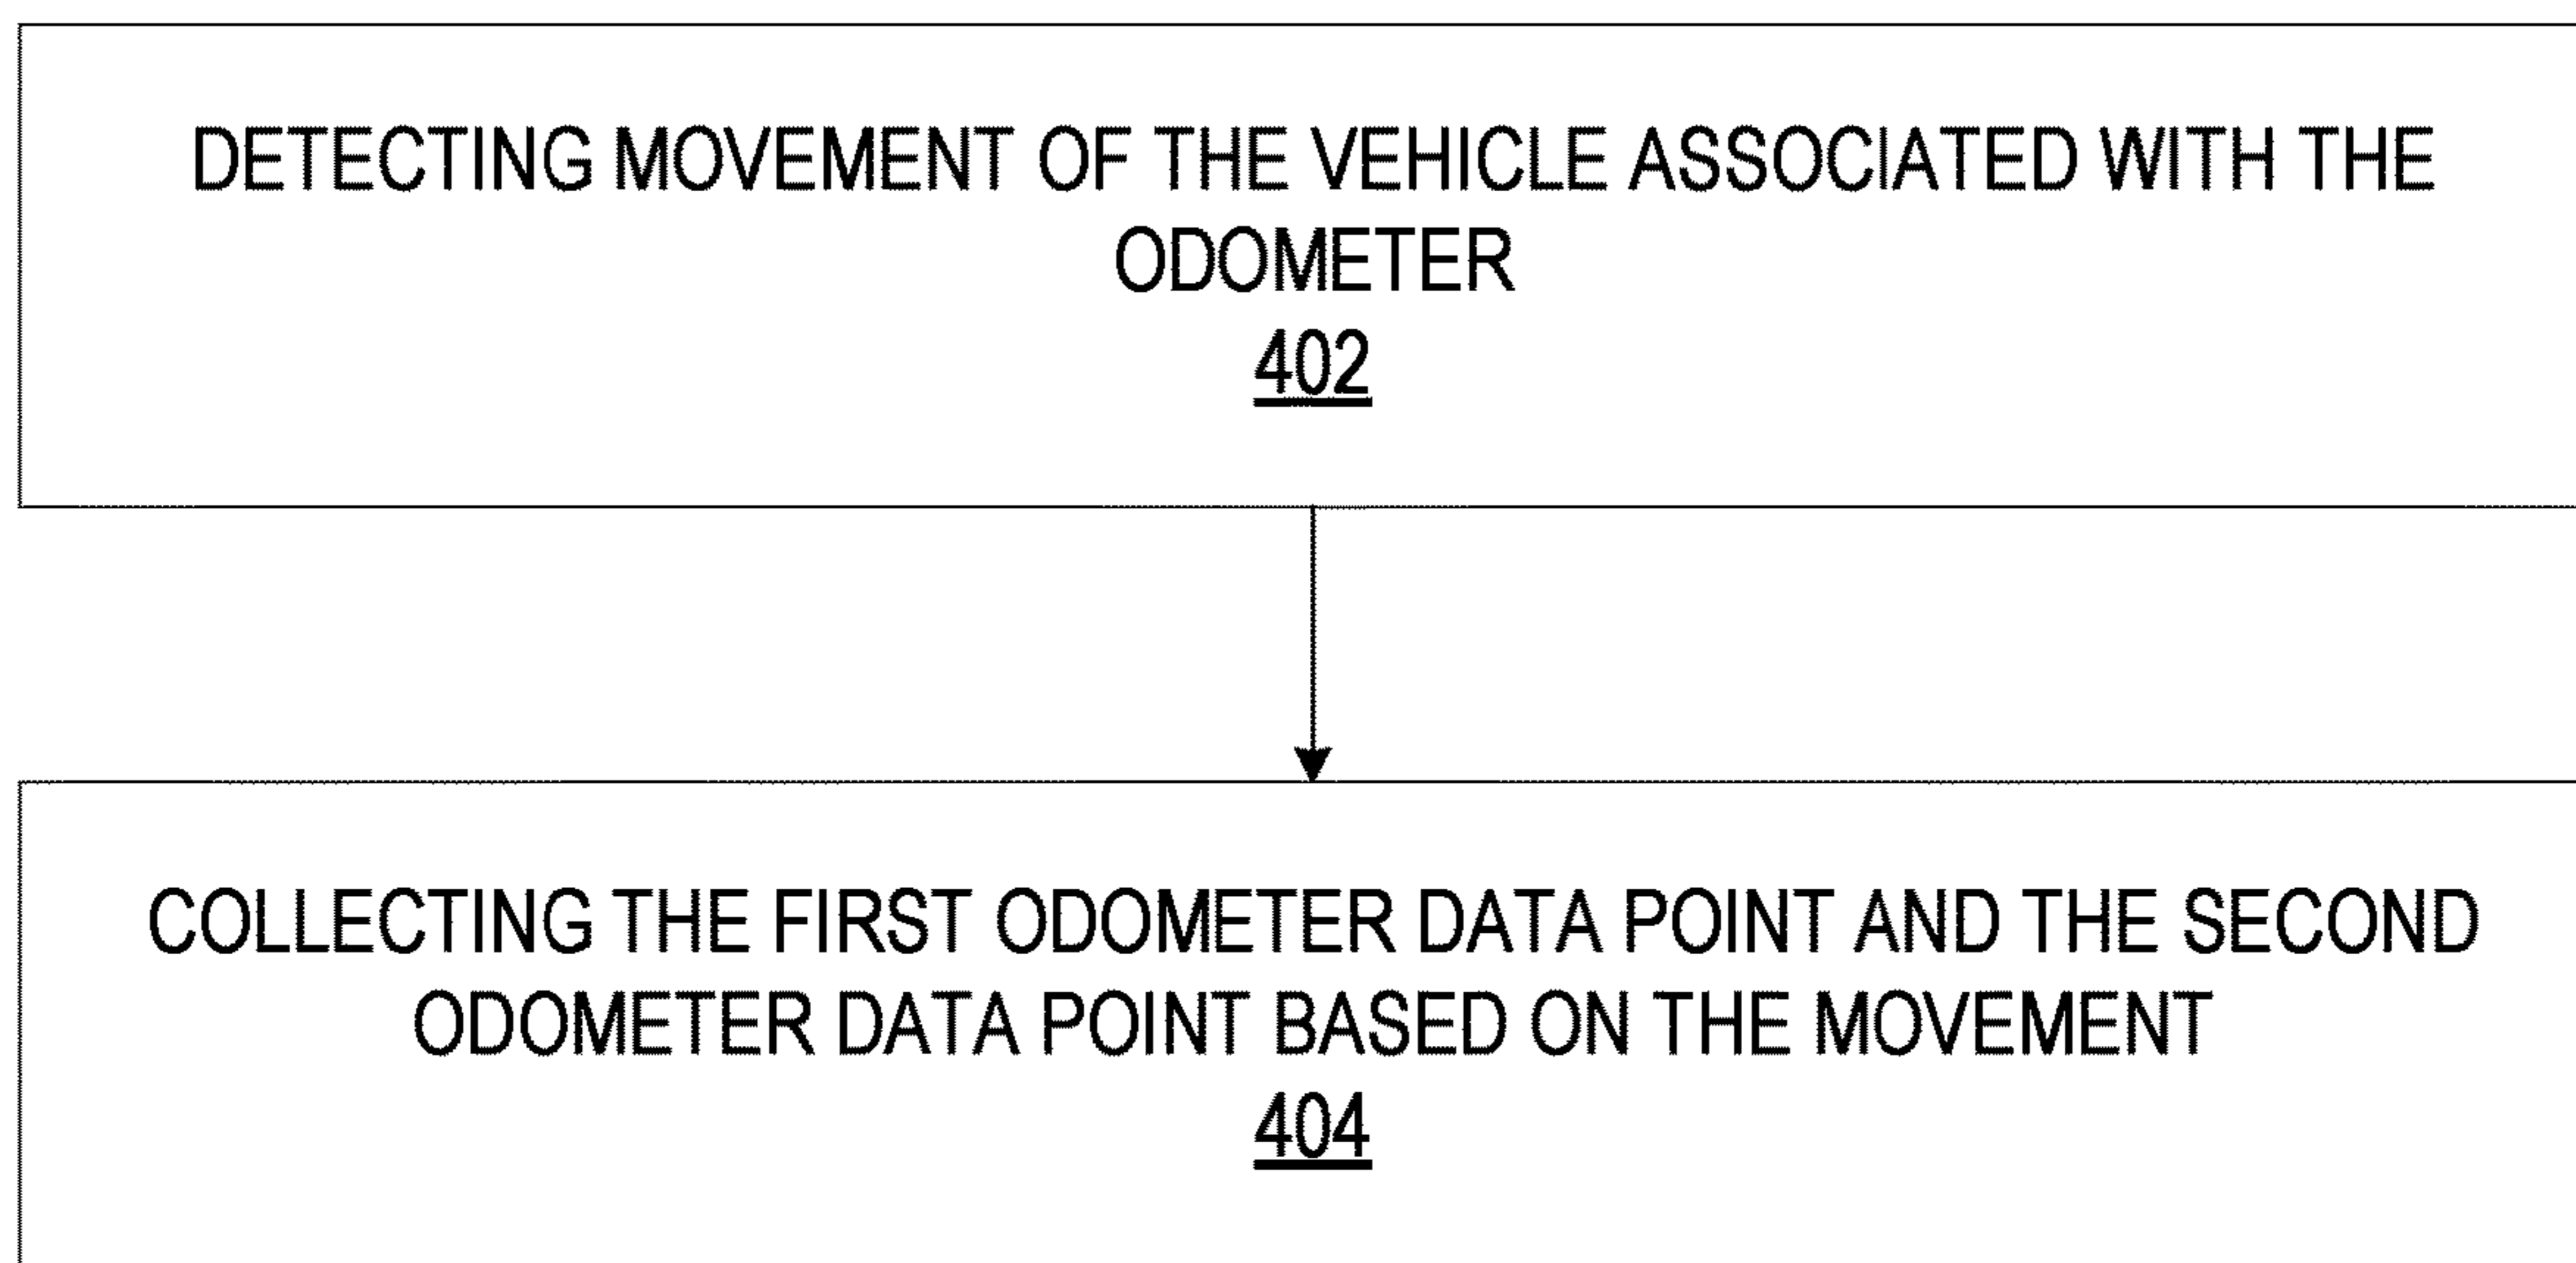 DETECTING MOVEMENT OF THE VEHICLE ASSOCIATED WITH THE
ODOMETER
402
COLLECTING THE FIRST ODOMETER DATA POINT AND THE SECOND
ODOMETER DATA POINT BASED ON THE MOVEMENT
404